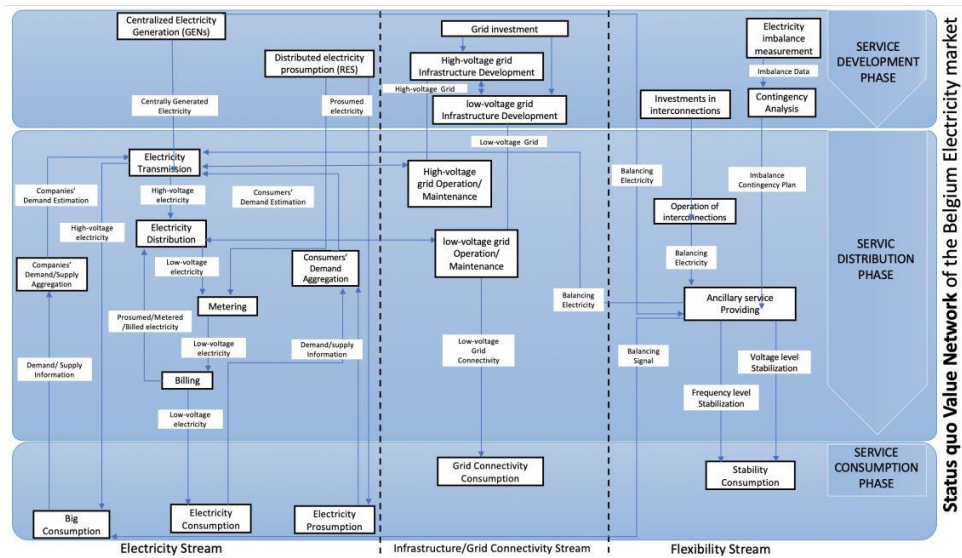 Centralized Electricity
Generation (GENs)
Distributed electricity
prosumption (RES)
Grid investment
High-voltage grid
Infrastructure Development
High-voltage Grid
low-voltage grid
Infrastructure Development
Electricity
imbalance
measurement
Imbalance Data
Investments in
interconnections
Contingency
Analysis
SERVICE
DEVELOPMENT
PHASE
Centrally Generated
Electricity
Prosumed
electricity
Low-voltage Grid
Electricity
Transmission
Companies'
Demand Estimation
High-voltage
electricity
Consumers'
Demand Estimation
High-voltage
grid Operation/
Maintenance
Balancing
Electricity
Imbalance
Contingency Plan
Operation of
interconnections
SERVIC
DISTRIBUTION
PHASE
High-voltage
electricity
Electricity
Distribution
low-voltage grid
Operation/
Maintenance
Balancing
Electricity
Companies'
Demand/Supply
Aggregation
Low-voltage
electricity
Consumers'
Demand
Aggregation
Balancing
Electricity
Ancillary service
Providing
Metering
Prosumed/Metered
/Billed electricity
Low-voltage
electricity
Demand/supply
Information
Low-voltage
Grid
Connectivity
Balancing
Signal
Voltage level
Stabilization
Demand/ Supply
Information
Billing
Frequency level
Stabilization
Low-voltage
electricity
Grid Connectivity
Consumption
Stability
Consumption
SERVICE
CONSUMPTION
PHASE
Big
Consumption
Electricity
Consumption
Electricity
Prosumption
Electricity Stream
Infrastructure/Grid Connectivity Stream
Flexibility Stream
Status quo Value Network of the Belgium Electricity market